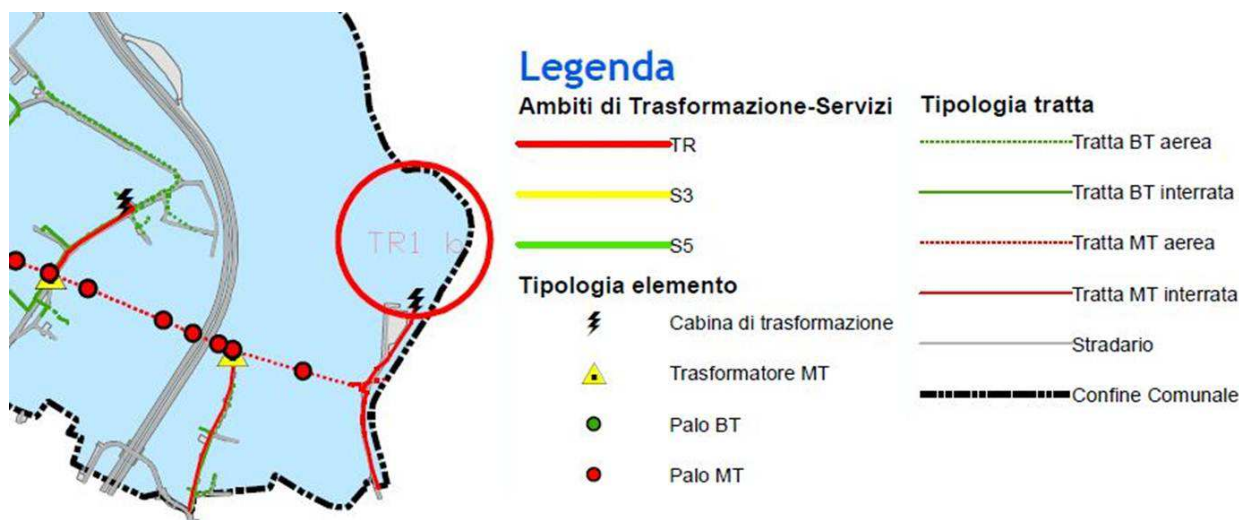 TR1 b
Legenda
Ambiti di Trasformazione-Servizi
TR
S3
S5
Tipologia elemento
Cabina di trasformazione
Trasformatore MT
Palo BT
Palo MT
Tipologia tratta
Tratta BT aerea
Tratta BT interrata
Tratta MT aerea
Tratta MT interrata
Stradario
Confine Comunale